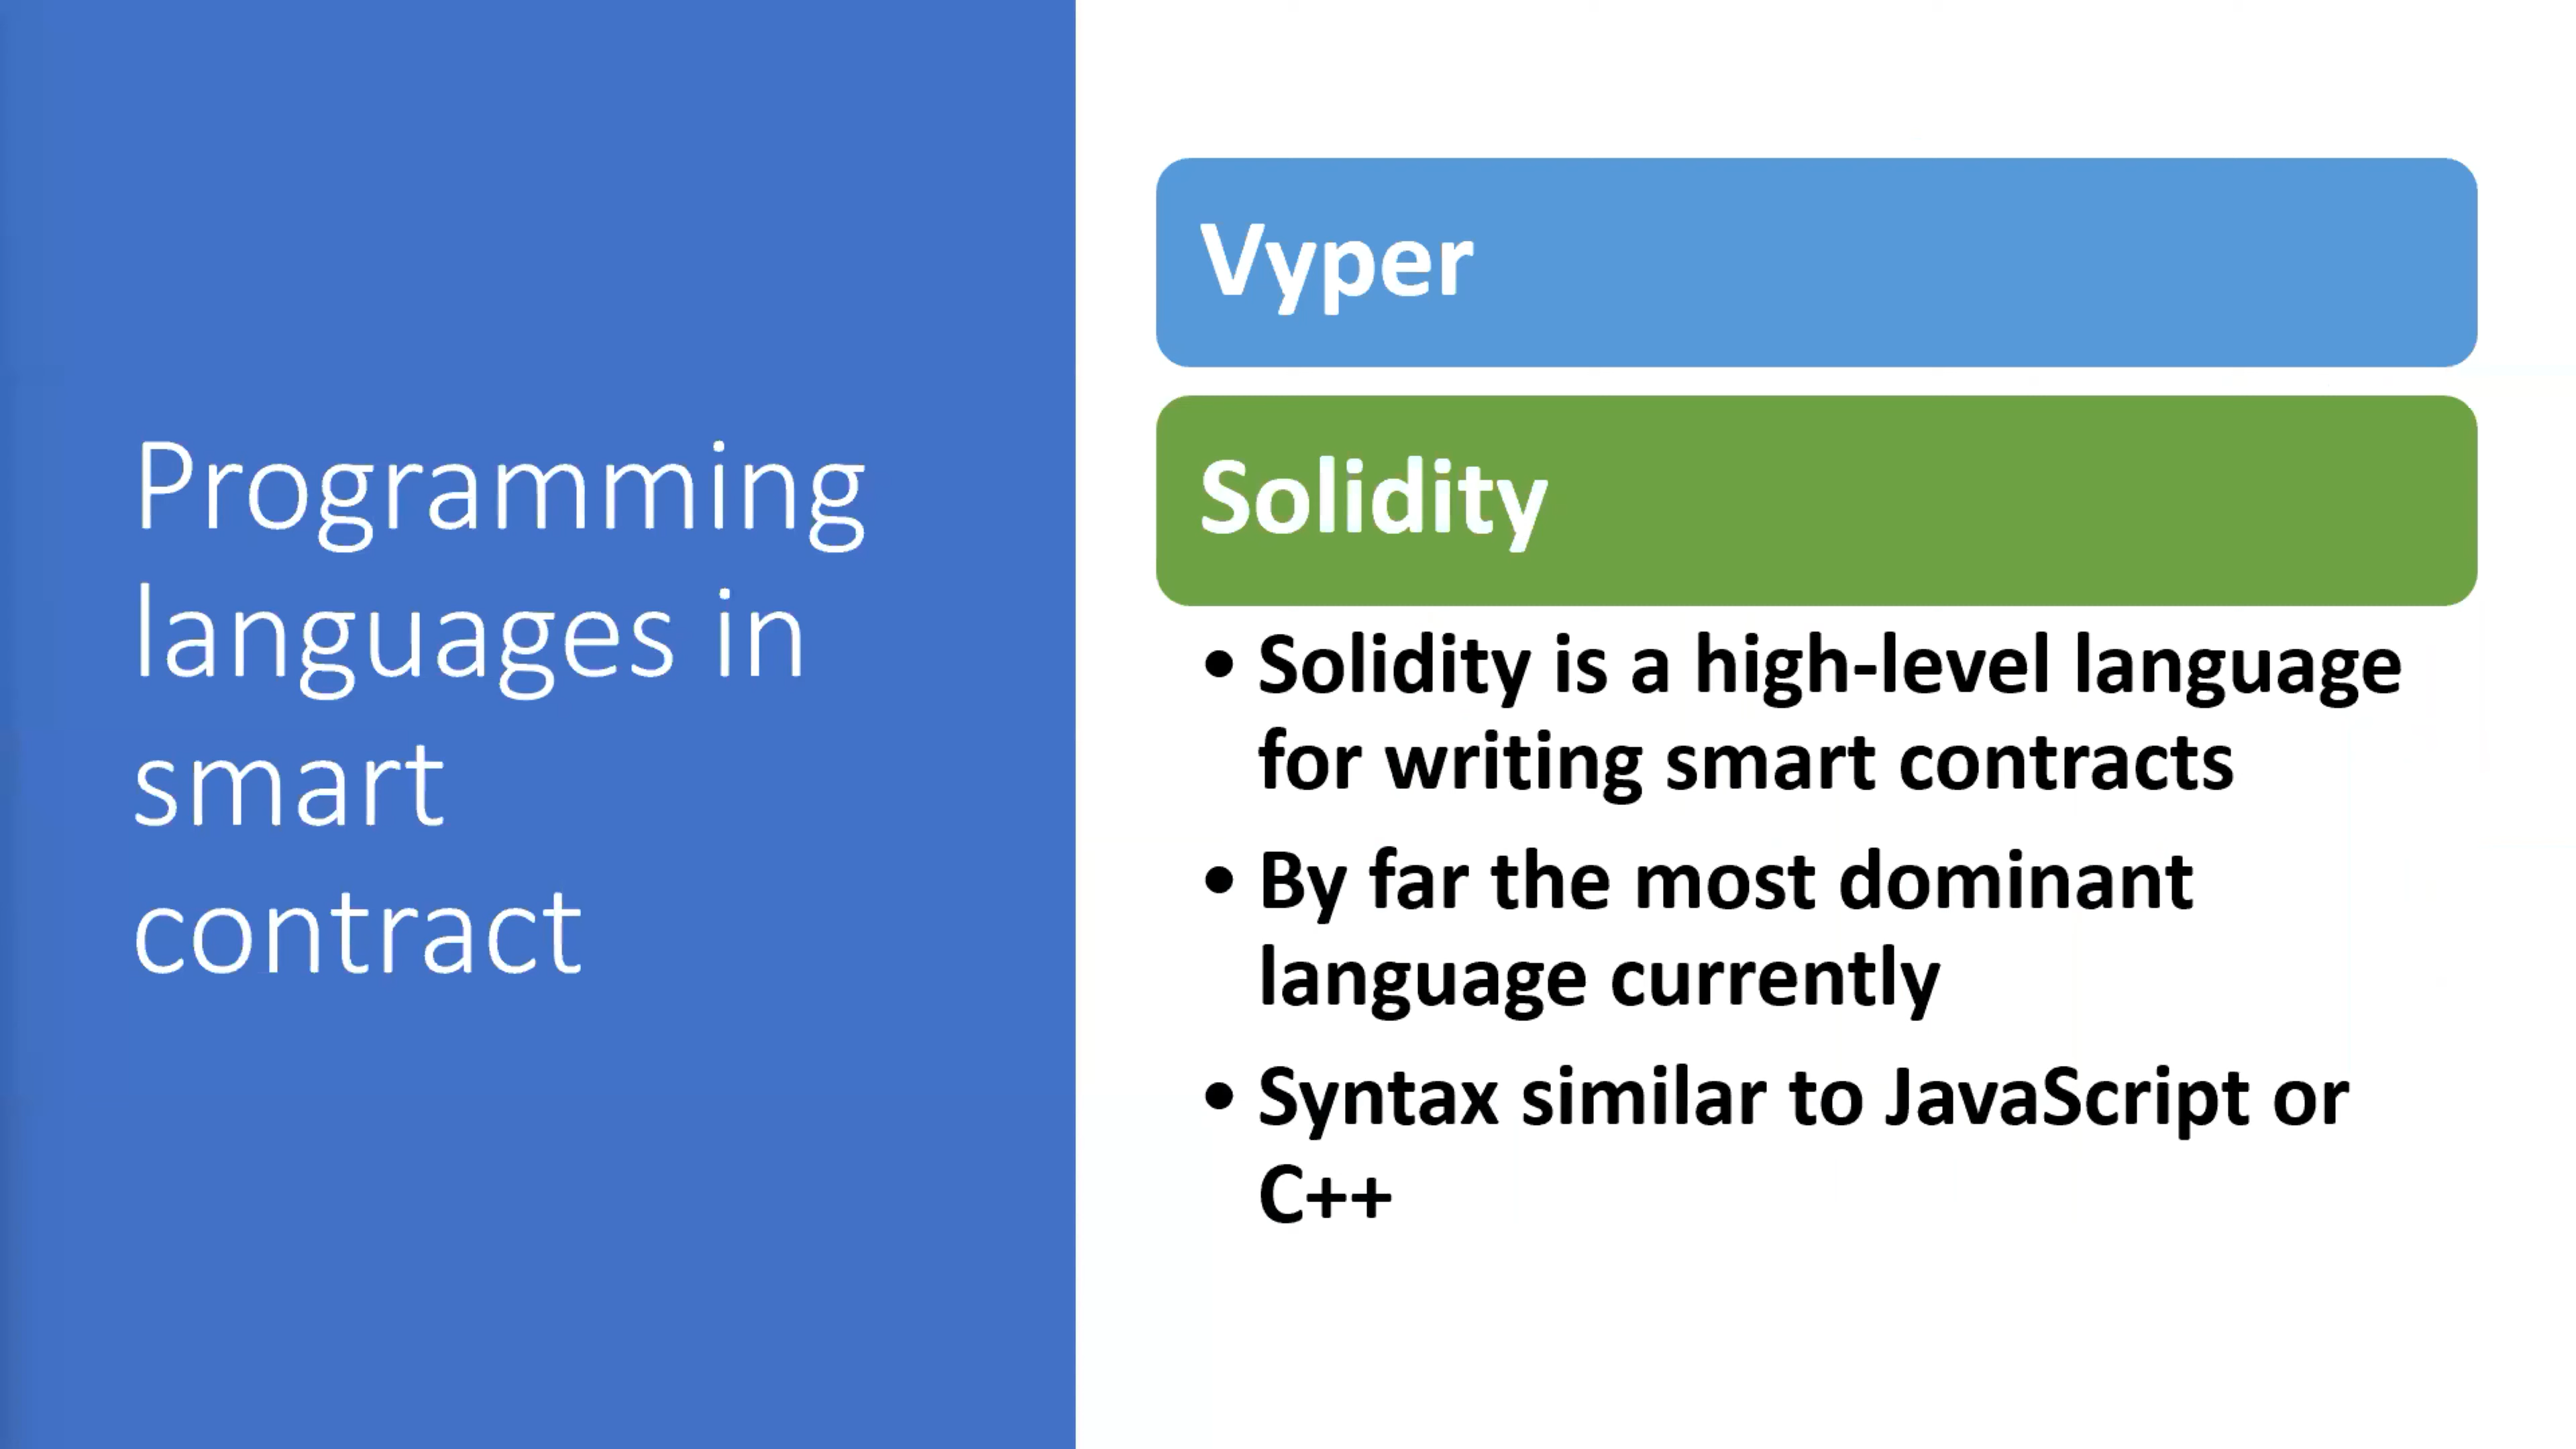 Programming
languages in
smart
contract
Vyper
Solidity
• Solidity is a high-level language
for writing smart contracts
• By far the most dominant
language currently
• Syntax similar to JavaScript or
C++